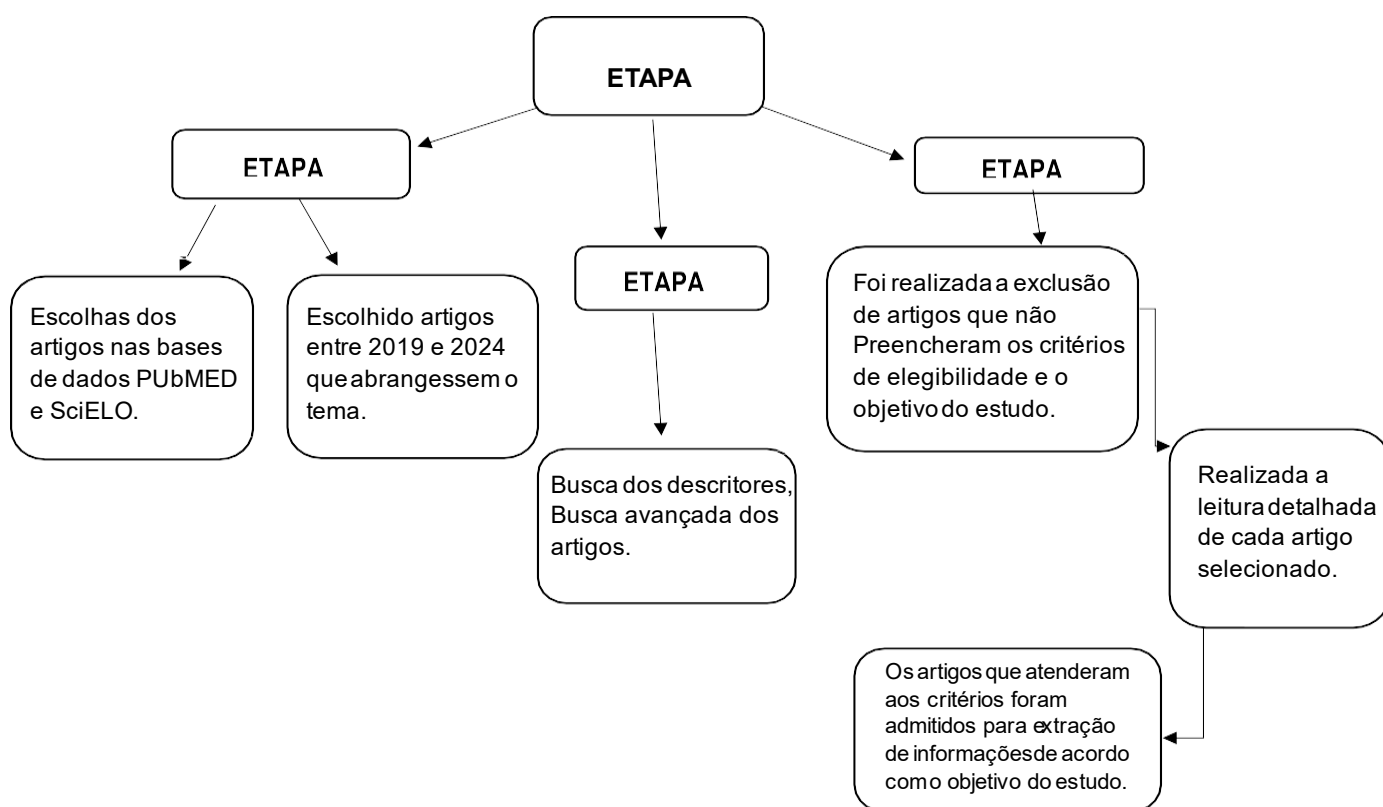 ETAPA
ETAPA
Escolhas dos
artigos nas bases
de dados PUbMED
e SciELO.
Escolhido artigos
entre 2019 e 2024
que abrangessem o
tema.
ETAPA
Busca dos descritores,
Busca avançada dos
artigos.
ETAPA
Foi realizada a exclusão
de artigos que não
Preencheram os critérios
de elegibilidade e o
objetivo do estudo.
Realizada a
leitura detalhada
de cada artigo
selecionado.
Os artigos que atenderam
aos critérios foram
admitidos para extração
de informações de acordo
com o objetivo do estudo.